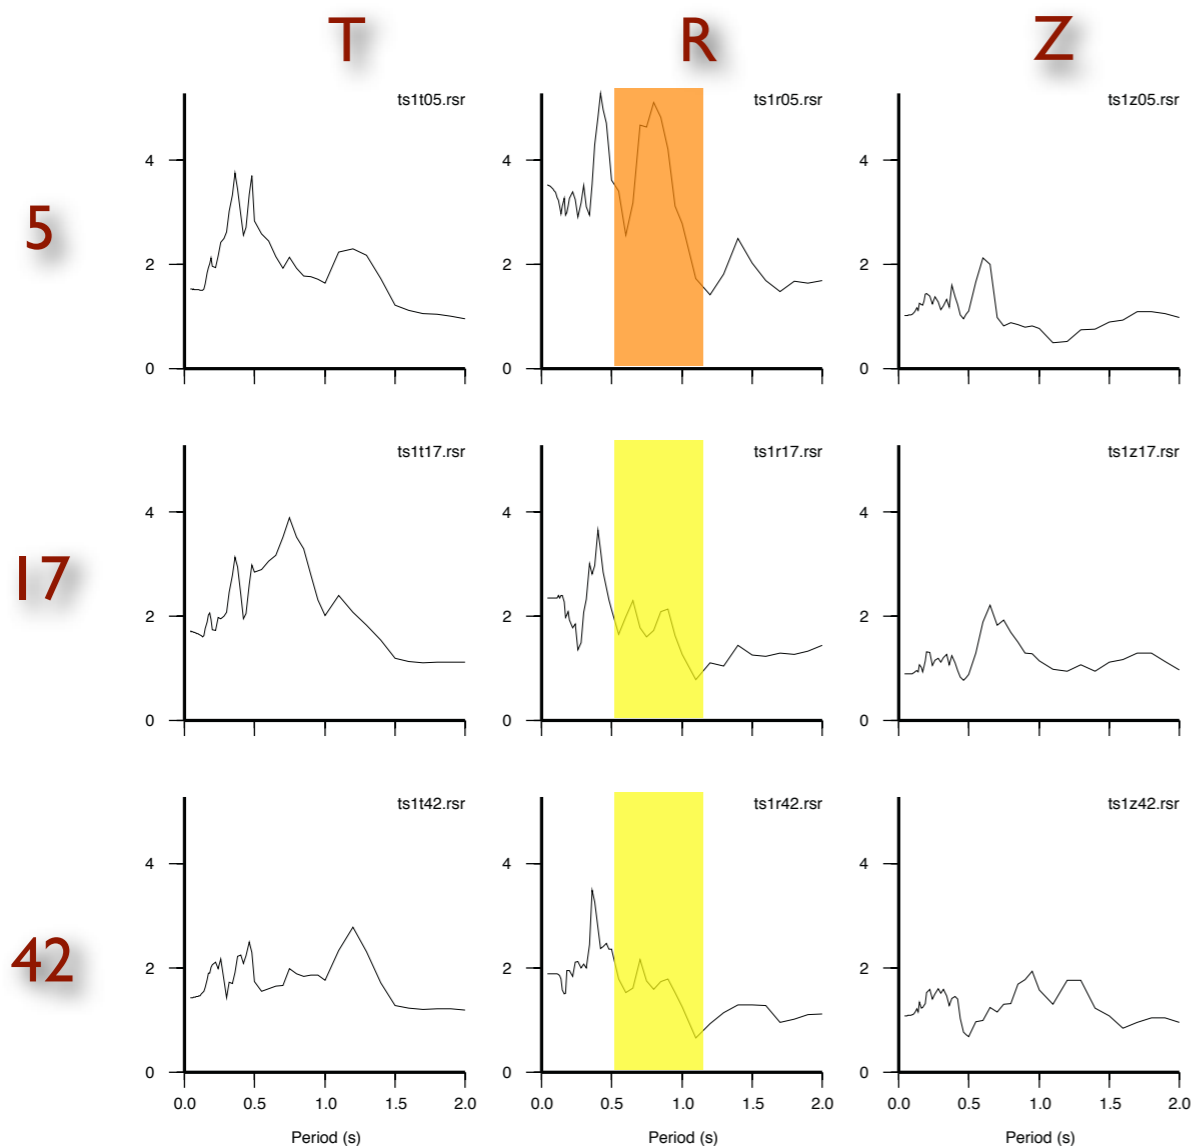 T R Z
5
ts1t05.rsr ts1r05.rsr ts1z05.rsr
4 4 4
2 2 2
0 0 0
17
ts1t17.rsr ts1r17.rsr ts1z17.rsr
4 4 4
2 2 2
0 0 0
42
ts1t42.rsr ts1r42.rsr ts1z42.rsr
4 4 4
2 2 2
0 0 0
0.0 0.5 1.0 1.5 2.0 0.0 0.5 1.0 1.5 2.0 0.0 0.5 1.0 1.5 2.0
Period (s) Period (s) Period (s)